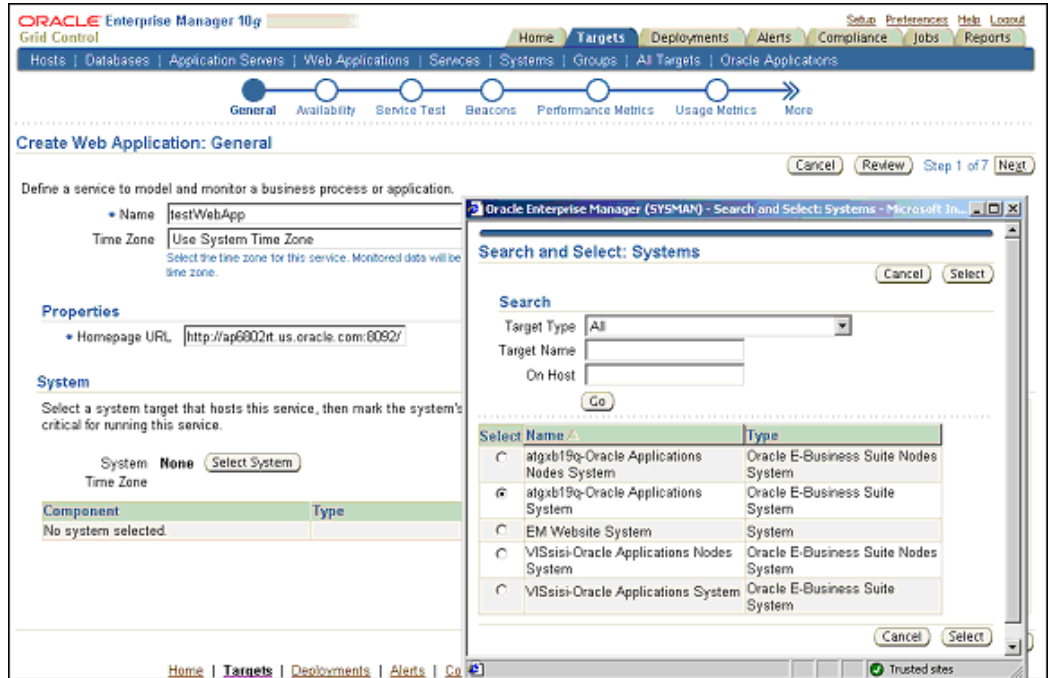 ORACLE Enterprise Manager 10g
Grid Control
Setup Preferences Help Logout
Home Targets Deployments Alerts Compliance Jobs Reports
Hosts | Databases | Application Servers | Web Applications | Services | Systems | Groups | All Targets | Oracle Applications
General Availability Service Test Beacons Performance Metrics Usage Metrics More
Create Web Application: General
Cancel Review Step 1 of 7 Next
Define a service to model and monitor a business process or application.
* Name testWebApp
Time Zone Use System Time Zone
Select the time zone for this service. Monitored data will be
time zone.
Properties
* Homepage URL http://ap6802rt.us.oracle.com:8092/
System
Select a system target that hosts this service, then mark the system's
critical for running this service.
System None Select System
Time Zone
Component Type
No system selected.
Home | Targets | Deployments | Alerts | Co
Oracle Enterprise Manager (SYSMAN) - Search and Select: Systems - Microsoft In...
Search and Select: Systems
Cancel Select
Search
Target Type All
Target Name
On Host
Go
Select Name Type
atgxb19q-Oracle Applications Nodes System Oracle E-Business Suite Nodes System
atgxb19q-Oracle Applications System Oracle E-Business Suite System
EM Website System System
VISsisi-Oracle Applications Nodes System Oracle E-Business Suite Nodes System
VISsisi-Oracle Applications System Oracle E-Business Suite System
Cancel Select
Trusted sites